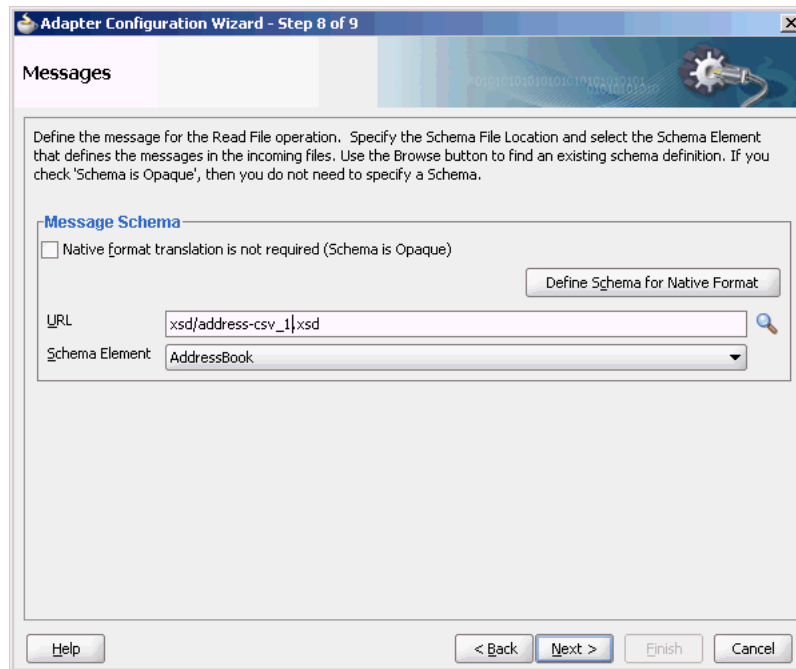 Adapter Configuration Wizard - Step 8 of 9
Messages
Define the message for the Read File operation. Specify the Schema File Location and select the Schema Element
that defines the messages in the incoming files. Use the Browse button to find an existing schema definition. If you
check 'Schema is Opaque', then you do not need to specify a Schema.
Message Schema
Native format translation is not required (Schema is Opaque)
Define Schema for Native Format
URL
xsd/address-csv_1.xsd
Schema Element
AddressBook
Help
< Back
Next >
Finish
Cancel